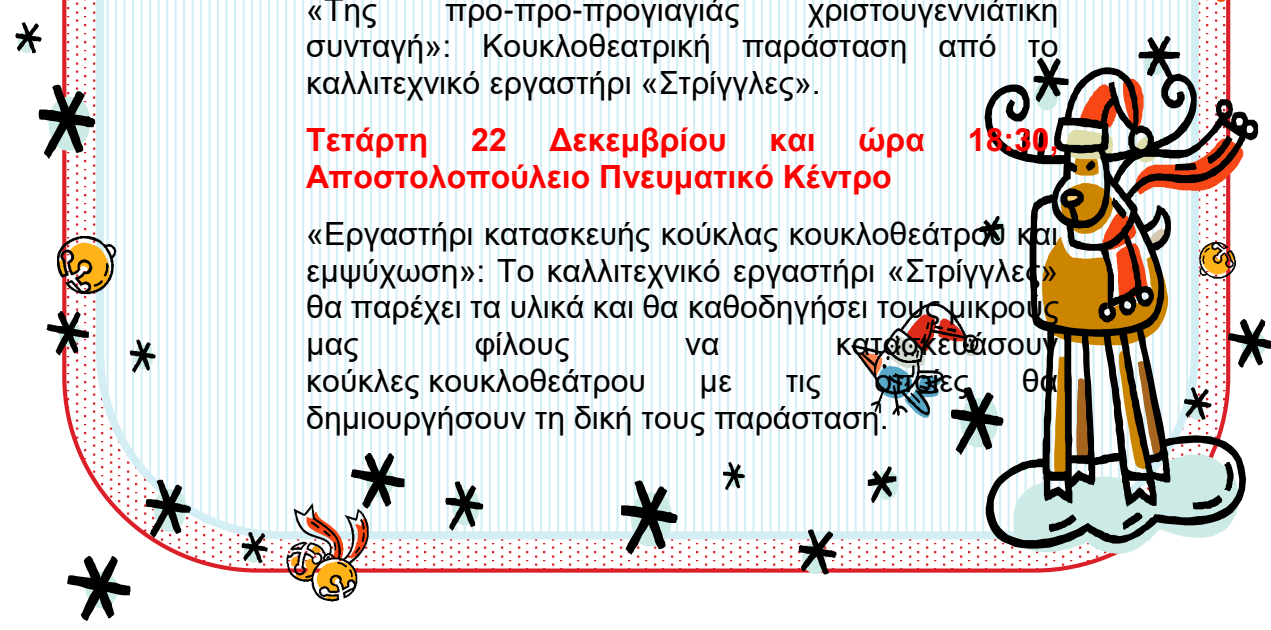 «Της προ-προ-προγιαγιάς χριστουγεννιάτικη
συνταγή»: Κουκλοθεατρική παράσταση από το
καλλιτεχνικό εργαστήρι «Στρίγγλες».
Τετάρτη 22 Δεκεμβρίου και ώρα 18:30,
Αποστολοπούλειο Πνευματικό Κέντρο
«Εργαστήρι κατασκευής κούκλας κουκλοθεάτρου και
εμψύχωση»: Το καλλιτεχνικό εργαστήρι «Στρίγγλες»
θα παρέχει τα υλικά και θα καθοδηγήσει τους μικρούς
μας φίλους να κατασκευάσουν
κούκλες κουκλοθεάτρου με τις οποίες θα
δημιουργήσουν τη δική τους παράσταση.